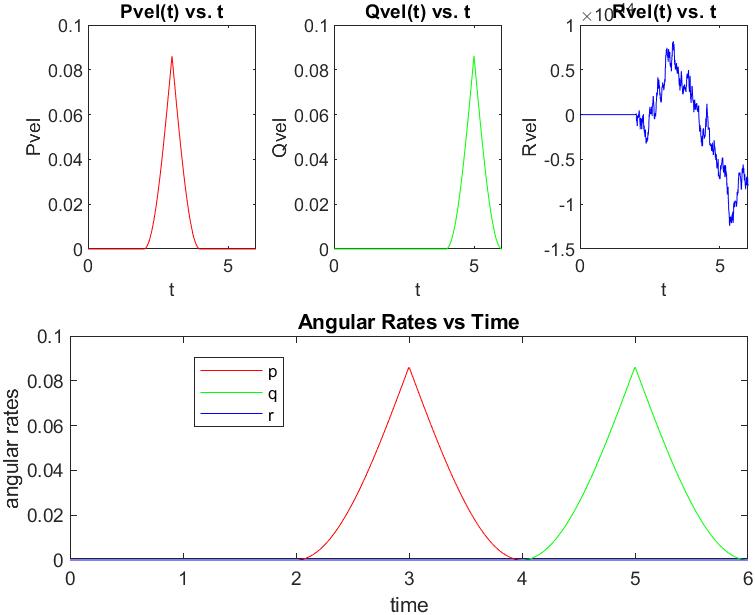 Pvel(t) vs. t
Qvel(t) vs. t
Rvel(t) vs. t
0.1
0.08
0.06
0.04
0.02
0
Pvel
0
5
t
0.1
0.08
0.06
0.04
0.02
0
Qvel
0
5
t
×10
1
0.5
0
-0.5
-1
-1.5
Rvel
0
5
t
Angular Rates vs Time
0.1
0.08
0.06
0.04
0.02
0
angular rates
p
q
r
0
1
2
3
4
5
6
time